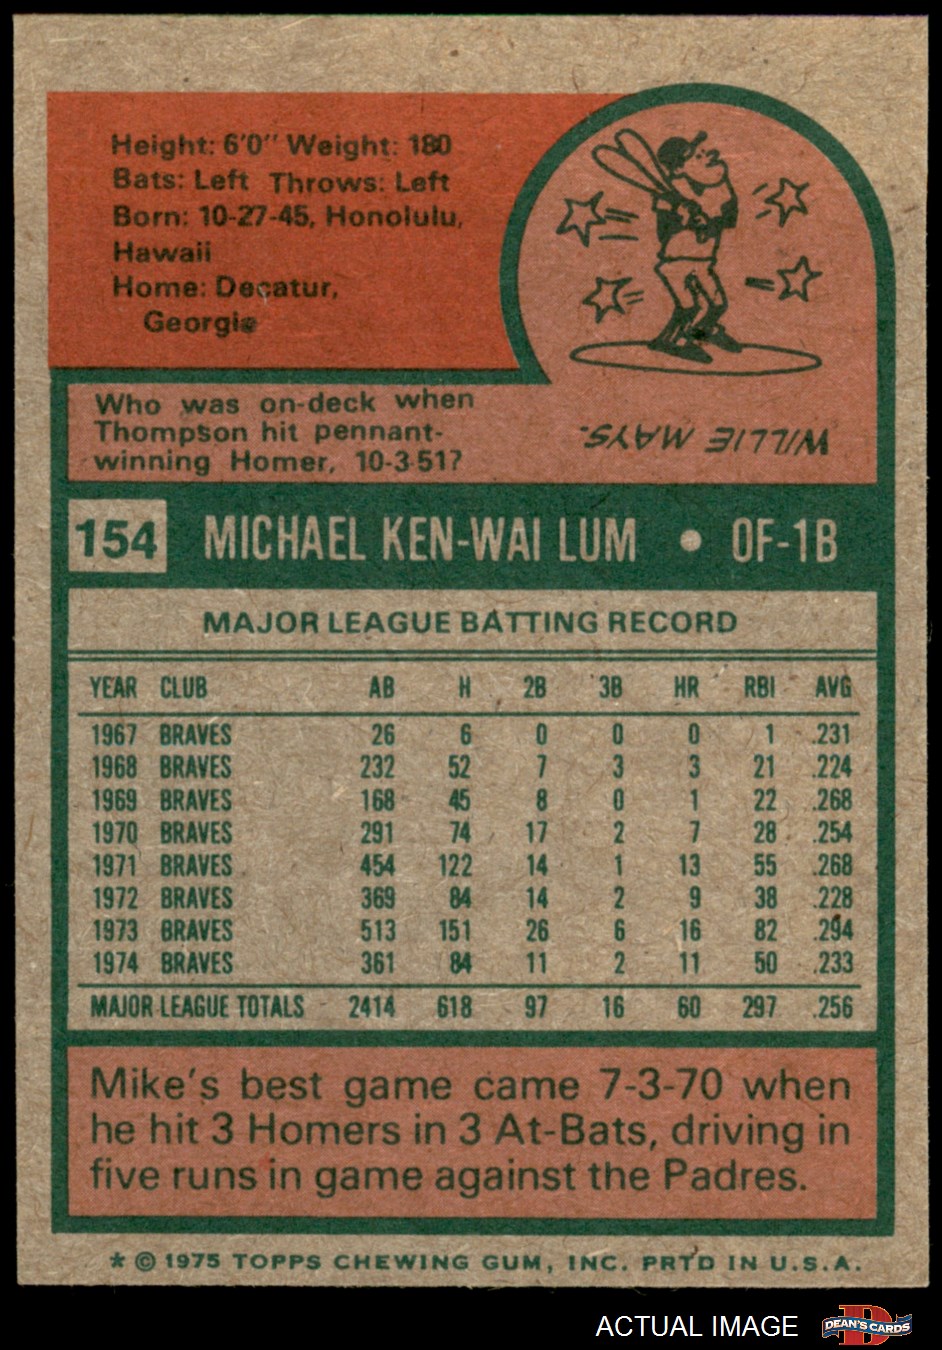 Height: 6'0" Weight: 180
Bats: Left Throws: Left
Born: 10-27-45, Honolulu,
Hawaii
Home: Decatur,
Georgia
Who was on-deck when
Thompson hit pennant-
winning Homer, 10-3-51?
WILLIE MAYS.
154 MICHAEL KEN-WAI LUM • OF-1B
MAJOR LEAGUE BATTING RECORD
YEAR CLUB AB H 2B 3B HR RBI AVG
1967 BRAVES 26 6 0 0 0 1 .231
1968 BRAVES 232 52 7 3 3 21 .224
1969 BRAVES 168 45 8 0 1 22 .268
1970 BRAVES 291 74 17 2 7 28 .254
1971 BRAVES 454 122 14 1 13 55 .268
1972 BRAVES 369 84 14 2 9 38 .228
1973 BRAVES 513 151 26 6 16 82 .294
1974 BRAVES 361 84 11 2 11 50 .233
MAJOR LEAGUE TOTALS 2414 618 97 16 60 297 .256
Mike's best game came 7-3-70 when
he hit 3 Homers in 3 At-Bats, driving in
five runs in game against the Padres.
* © 1975 TOPPS CHEWING GUM, INC. PRTD IN U.S.A.
ACTUAL IMAGE
DEAN'S CARDS